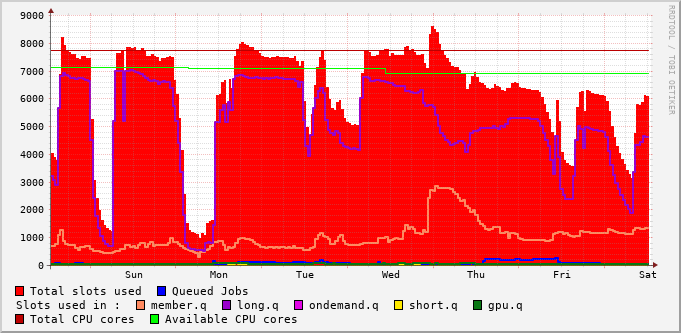 9000
8000
7000
6000
5000
4000
3000
2000
1000
0
Sun Mon Tue Wed Thu Fri Sat
RRDTOOL / TOBI OETIKER
Total slots used Queued Jobs
Slots used in : member.q long.q ondemand.q short.q gpu.q
Total CPU cores Available CPU cores